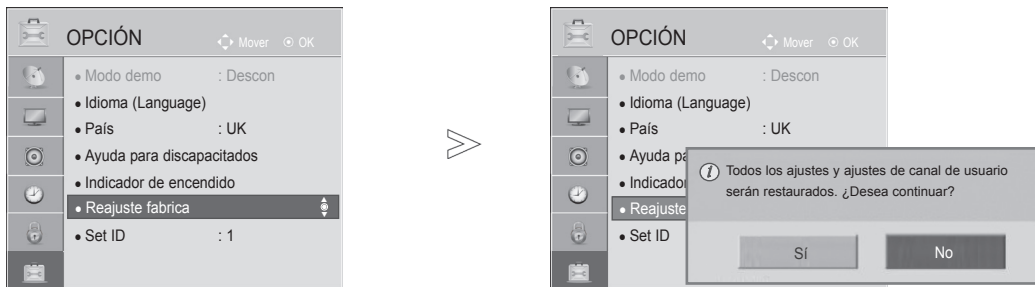 OPCIÓN Mover OK
• Modo demo : Descon
• Idioma (Language)
• País : UK
• Ayuda para discapacitados
• Indicador de encendido
• Reajuste fabrica
• Set ID : 1
OPCIÓN Mover OK
• Modo demo : Descon
• Idioma (Language)
• País : UK
• Ayuda pa
• Indicador
• Reajuste
• Set ID
Todos los ajustes y ajustes de canal de usuario
serán restaurados. ¿Desea continuar?
Sí No